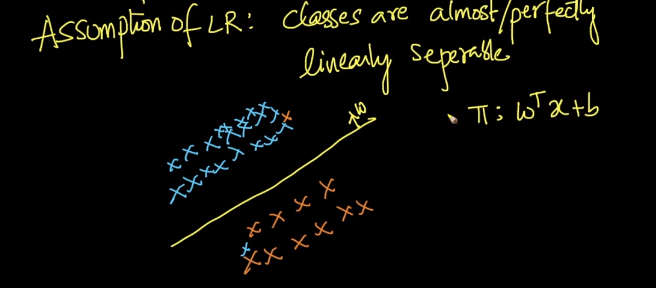 Assumption of LR: classes are almost/perfectly
linearly seperable
w
π: wᵀx+b